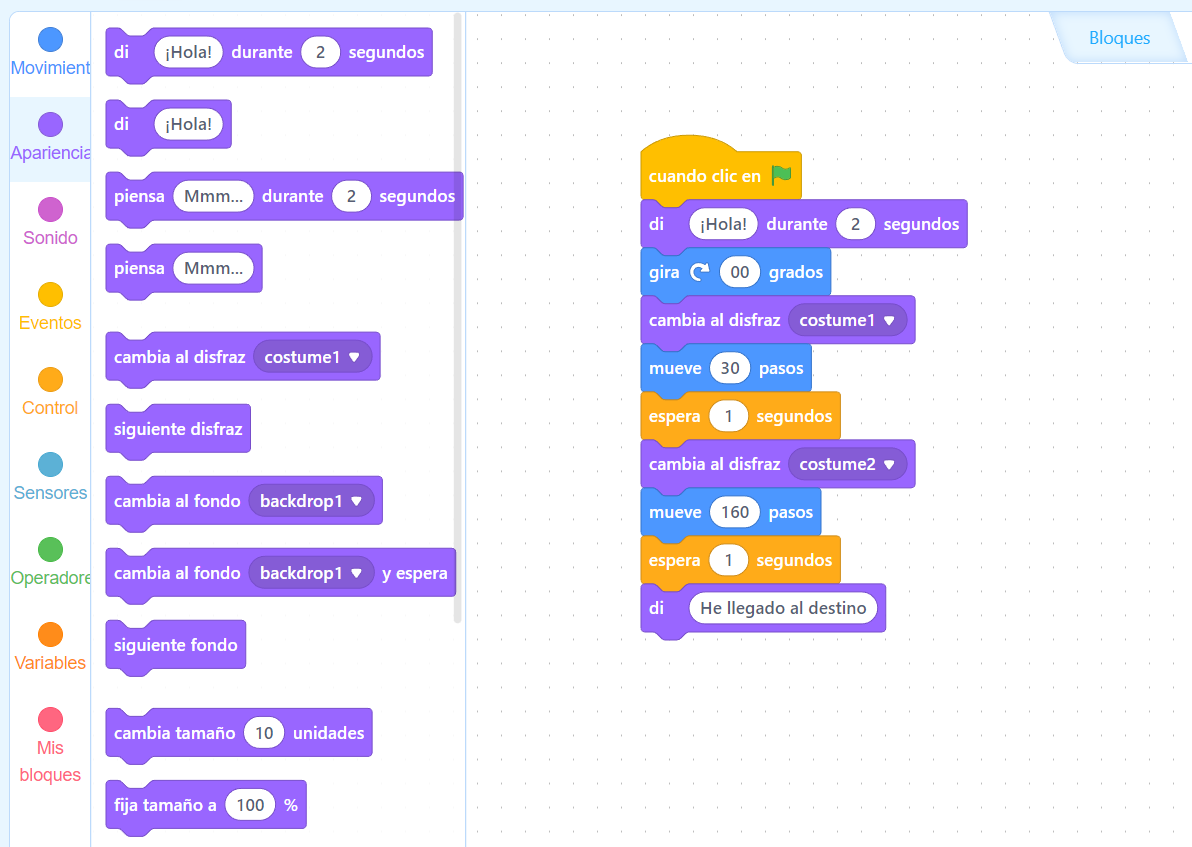 Movimient
Apariencia
Sonido
Eventos
Control
Sensores
Operadore
Variables
Mis
bloques
di ¡Hola! durante 2 segundos
di ¡Hola!
piensa Mmm... durante 2 segundos
piensa Mmm...
cambia al disfraz costume1
siguiente disfraz
cambia al fondo backdrop1
cambia al fondo backdrop1 y espera
siguiente fondo
cambia tamaño 10 unidades
fija tamaño a 100 %
Bloques
cuando clic en
di ¡Hola! durante 2 segundos
gira 00 grados
cambia al disfraz costume1
mueve 30 pasos
espera 1 segundos
cambia al disfraz costume2
mueve 160 pasos
espera 1 segundos
di He llegado al destino